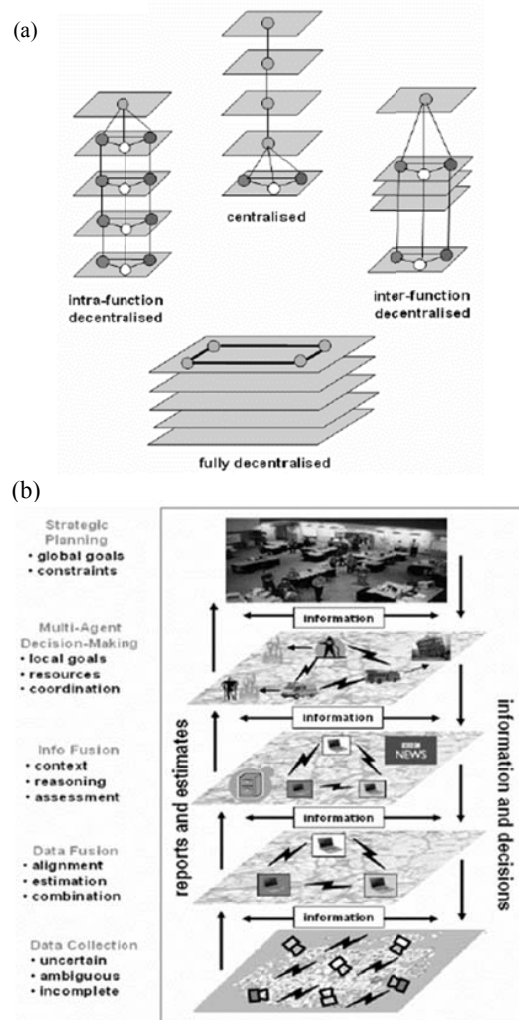 (a)
centralised
intra-function
decentralised
inter-function
decentralised
fully decentralised
(b)
Strategic
Planning
• global goals
• constraints
information
Multi-Agent
Decision-Making
• local goals
• resources
• coordination
information
Info Fusion
• context
• reasoning
• assessment
BBC
NEWS
information
Data Fusion
• alignment
• estimation
• combination
information
Data Collection
• uncertain
• ambiguous
• incomplete
reports and estimates
information and decisions